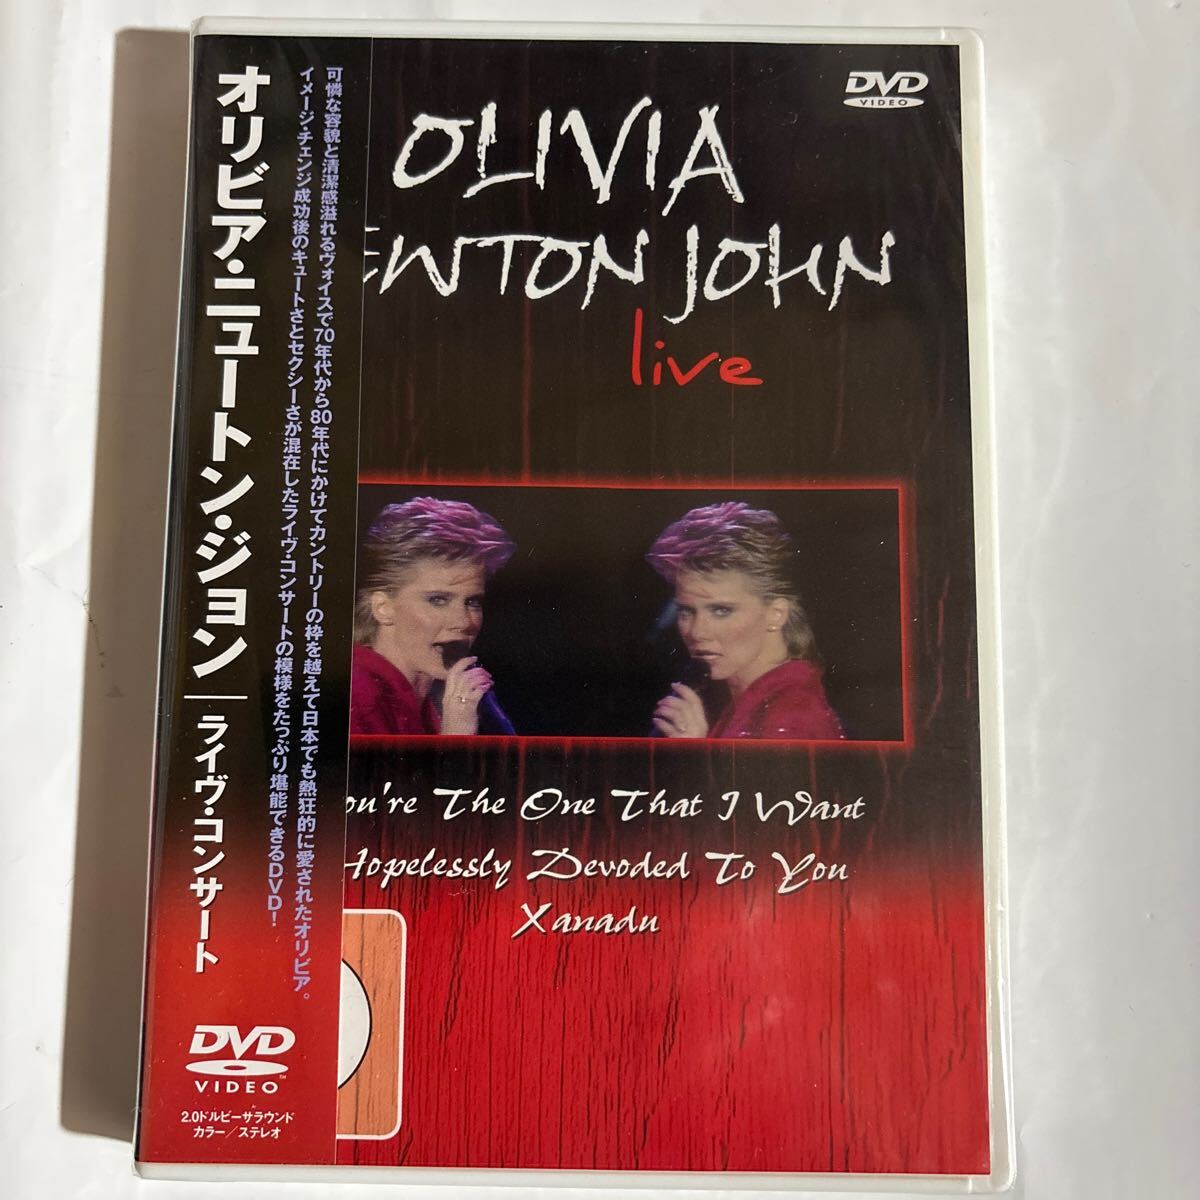 オリビア・ニュートン・ジョン
ライヴ・コンサート
可憐な容貌と清潔感溢れるヴォイスで70年代から80年代にかけてカントリーの枠を越えて日本でも熱狂的に愛されたオリビア。
イメージ・チェンジ成功後のキュートさとセクシーさが混在したライヴ・コンサートの模様をたっぷり堪能できるDVD!
DVD
VIDEO™
2.0ドルビーサラウンド
カラー/ステレオ
DVD
VIDEO
OLIVIA
EWTON JOHN
live
ou're The One That I Want
Hopelessly Devoded To You
Xanadu